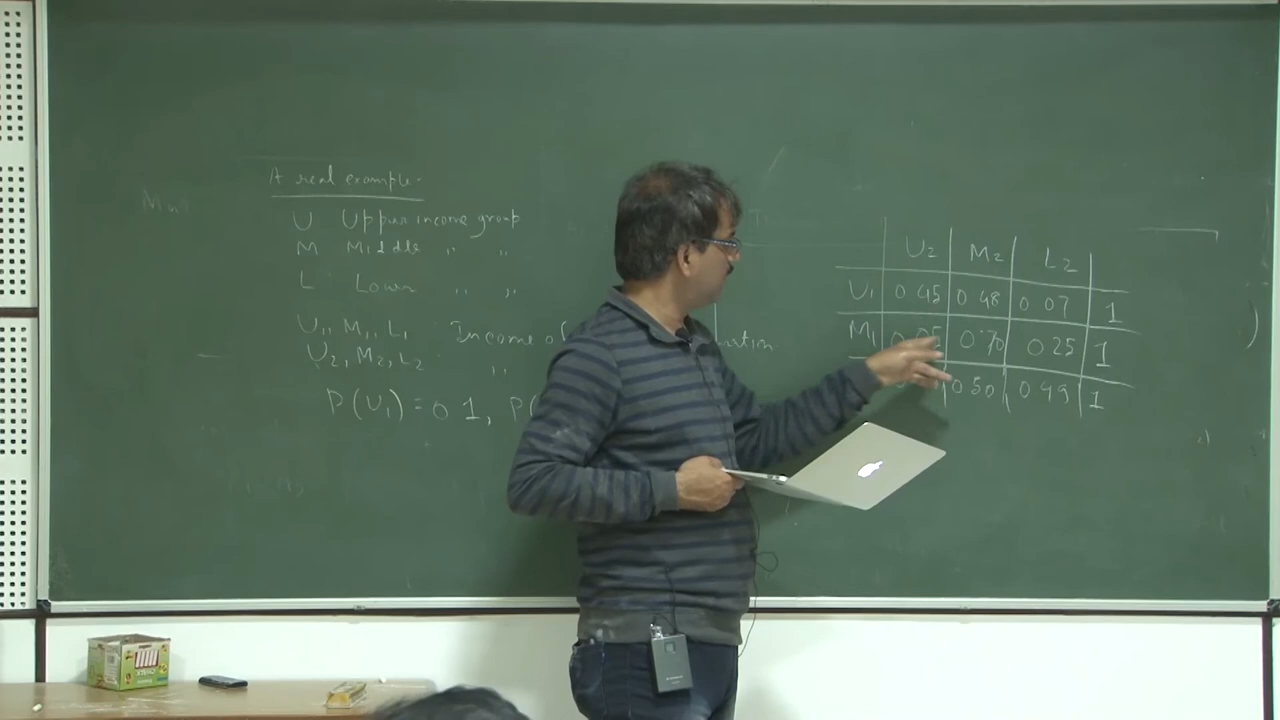 A real example.
U Upper income group
M Middle " "
L Lower " "
U1, M1, L1 Income of
U2, M2, L2 "
P(U1) = 0.1, P(
U2 M2 L2
U1 0.45 0.48 0.07 1
M1 0.70 0.25 1
0.50 0.49 1